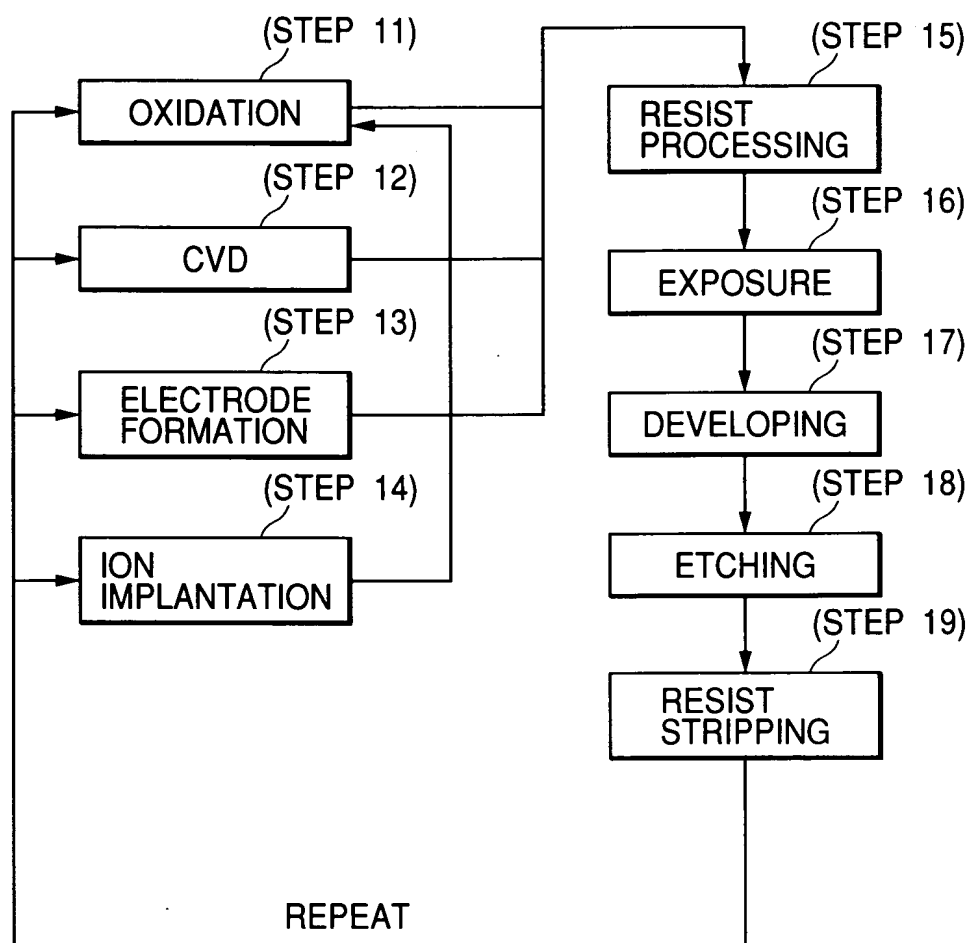 (STEP 11)
OXIDATION
(STEP 12)
CVD
(STEP 13)
ELECTRODE
FORMATION
(STEP 14)
ION
IMPLANTATION
(STEP 15)
RESIST
PROCESSING
(STEP 16)
EXPOSURE
(STEP 17)
DEVELOPING
(STEP 18)
ETCHING
(STEP 19)
RESIST
STRIPPING
REPEAT